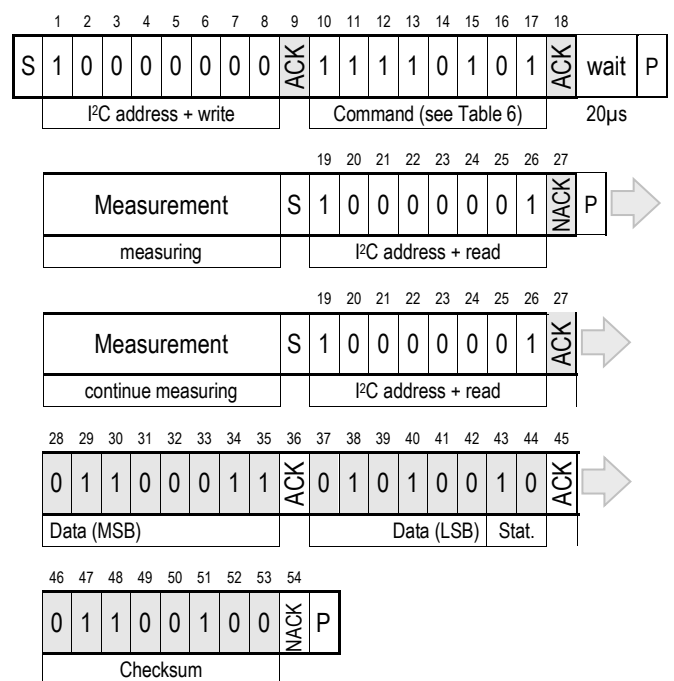 1 2 3 4 5 6 7 8 9 10 11 12 13 14 15 16 17 18
S 1 0 0 0 0 0 0 0 ACK 1 1 1 1 0 1 0 1 ACK wait P
I²C address + write Command (see Table 6) 20µs
19 20 21 22 23 24 25 26 27
Measurement S 1 0 0 0 0 0 0 1 NACK P
measuring I²C address + read
19 20 21 22 23 24 25 26 27
Measurement S 1 0 0 0 0 0 0 1 ACK
continue measuring I²C address + read
28 29 30 31 32 33 34 35 36 37 38 39 40 41 42 43 44 45
0 1 1 0 0 0 1 1 ACK 0 1 0 1 0 0 1 0 ACK
Data (MSB) Data (LSB) Stat.
46 47 48 49 50 51 52 53 54
0 1 1 0 0 1 0 0 NACK P
Checksum